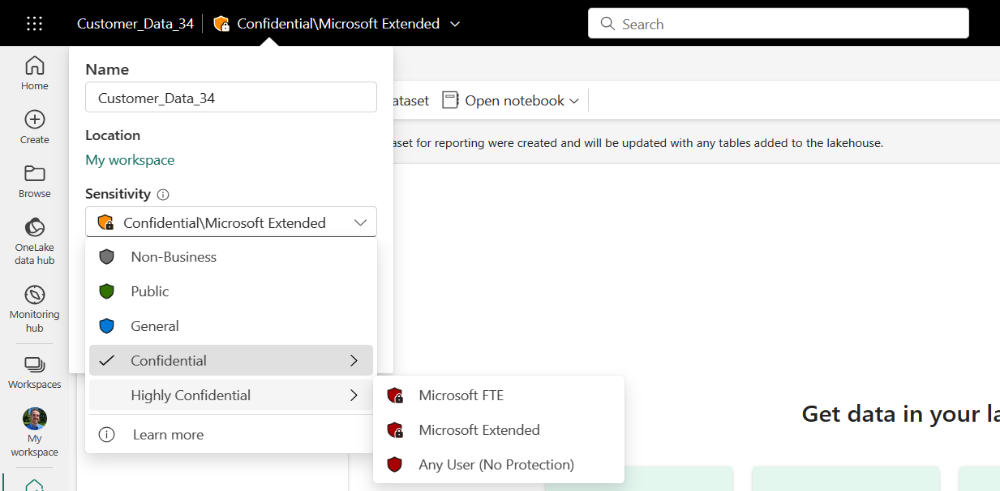 Customer_Data_34
Confidential\Microsoft Extended
Search
Home
Create
Browse
OneLake
data hub
Monitoring
hub
Workspaces
My
workspace
Name
Customer_Data_34
Location
My workspace
Sensitivity
Confidential\Microsoft Extended
Non-Business
Public
General
Confidential
Highly Confidential
Learn more
Microsoft FTE
Microsoft Extended
Any User (No Protection)
Open notebook
for reporting were created and will be updated with any tables added to the lakehouse.
Get data in your